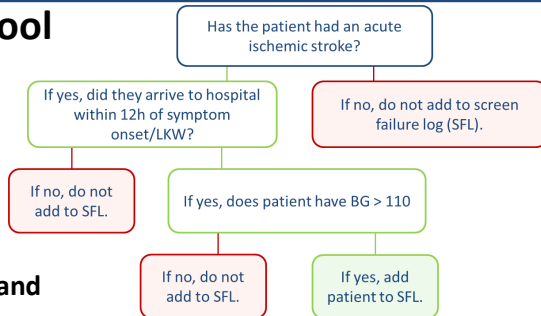 ool
Has the patient had an acute
ischemic stroke?
If yes, did they arrive to hospital
within 12h of symptom
onset/LKW?
If no, do not add to screen
failure log (SFL).
If no, do not
add to SFL.
If yes, does patient have BG > 110
If no, do not
add to SFL.
If yes, add
patient to SFL.
and